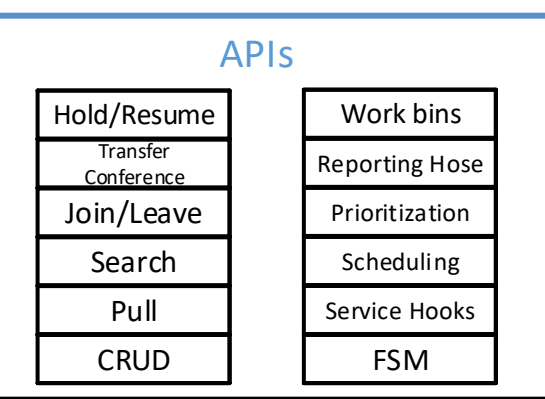 APIs
Hold/Resume
Transfer
Conference
Join/Leave
Search
Pull
CRUD
Work bins
Reporting Hose
Prioritization
Scheduling
Service Hooks
FSM